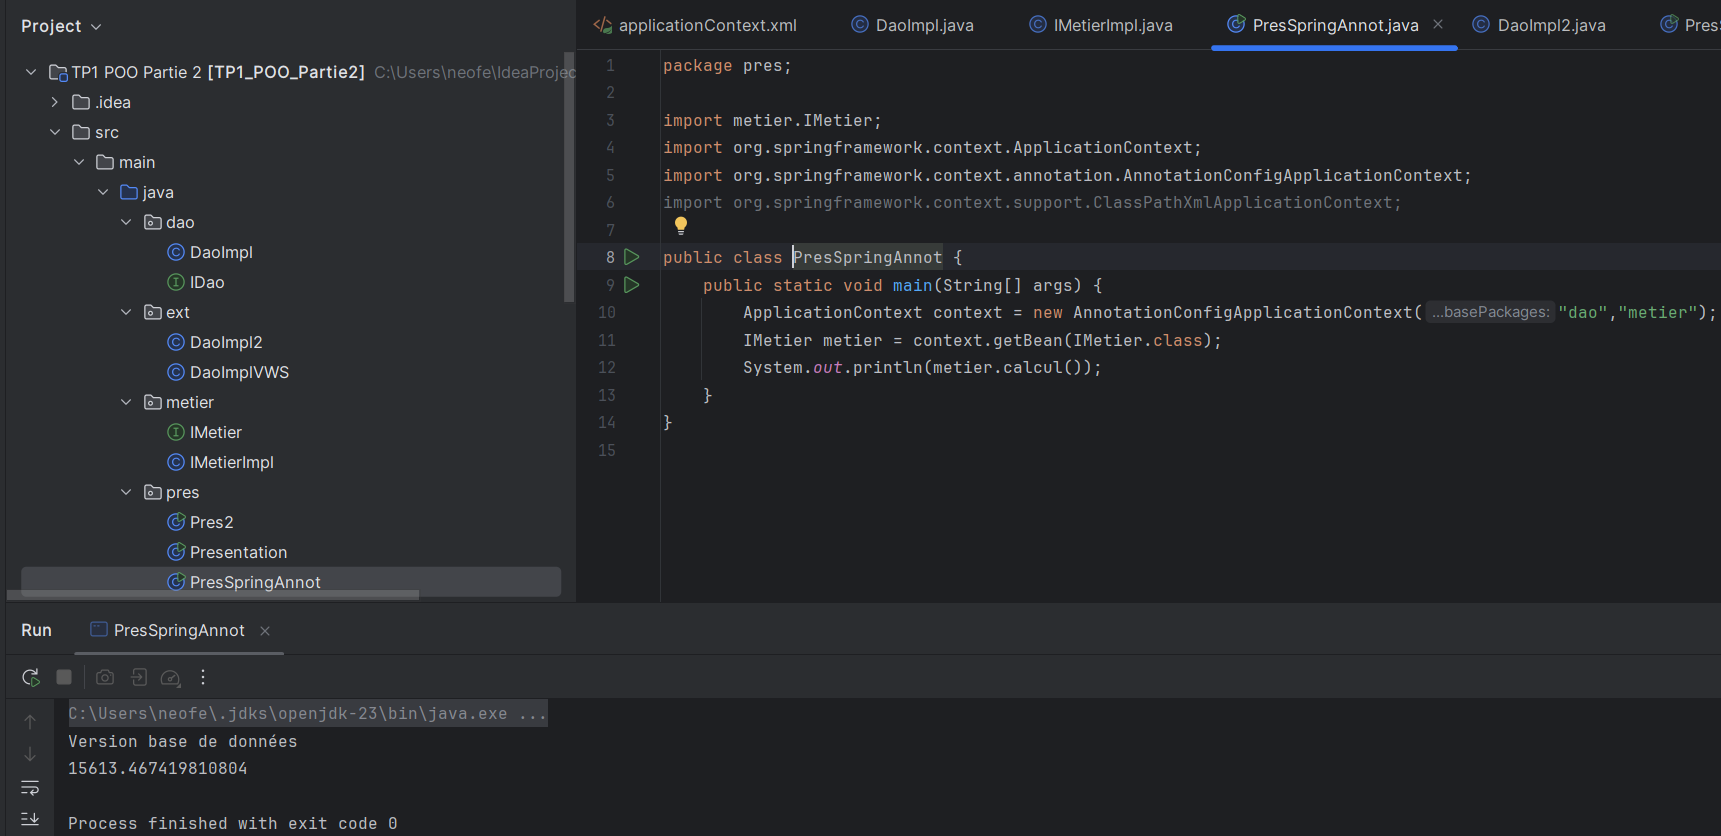 Project
applicationContext.xml
DaoImpl.java
IMetierImpl.java
PresSpringAnnot.java
DaoImpl2.java
Pres
TP1 POO Partie 2 [TP1_POO_Partie2] C:\Users\neofe\IdeaProjec
.idea
src
main
java
dao
DaoImpl
IDao
ext
DaoImpl2
DaoImplVWS
metier
IMetier
IMetierImpl
pres
Pres2
Presentation
PresSpringAnnot
1 package pres;
2
3 import metier.IMetier;
4 import org.springframework.context.ApplicationContext;
5 import org.springframework.context.annotation.AnnotationConfigApplicationContext;
6 import org.springframework.context.support.ClassPathXmlApplicationContext;
7
8 public class PresSpringAnnot {
9 public static void main(String[] args) {
10 ApplicationContext context = new AnnotationConfigApplicationContext( ...basePackages: "dao","metier");
11 IMetier metier = context.getBean(IMetier.class);
12 System.out.println(metier.calcul());
13 }
14 }
15
Run
PresSpringAnnot
C:\Users\neofe\.jdks\openjdk-23\bin\java.exe ...
Version base de données
15613.467419810804
Process finished with exit code 0